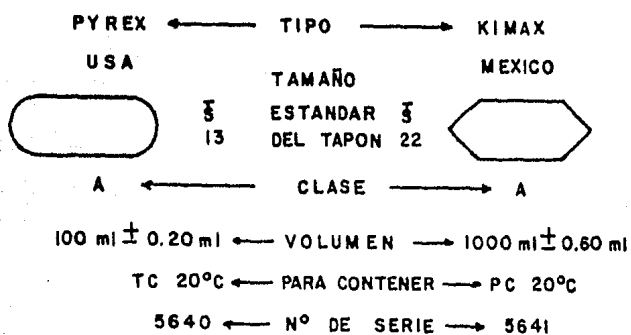 PYREX ← TIPO → KIMAX
USA MEXICO
TAMAÑO
ESTANDAR
13 DEL TAPON 22
A ← CLASE → A
100 ml ± 0.20 ml ← VOLUMEN → 1000 ml ± 0.60 ml
TC 20°C ← PARA CONTENER → PC 20°C
5640 ← Nº DE SERIE → 5641